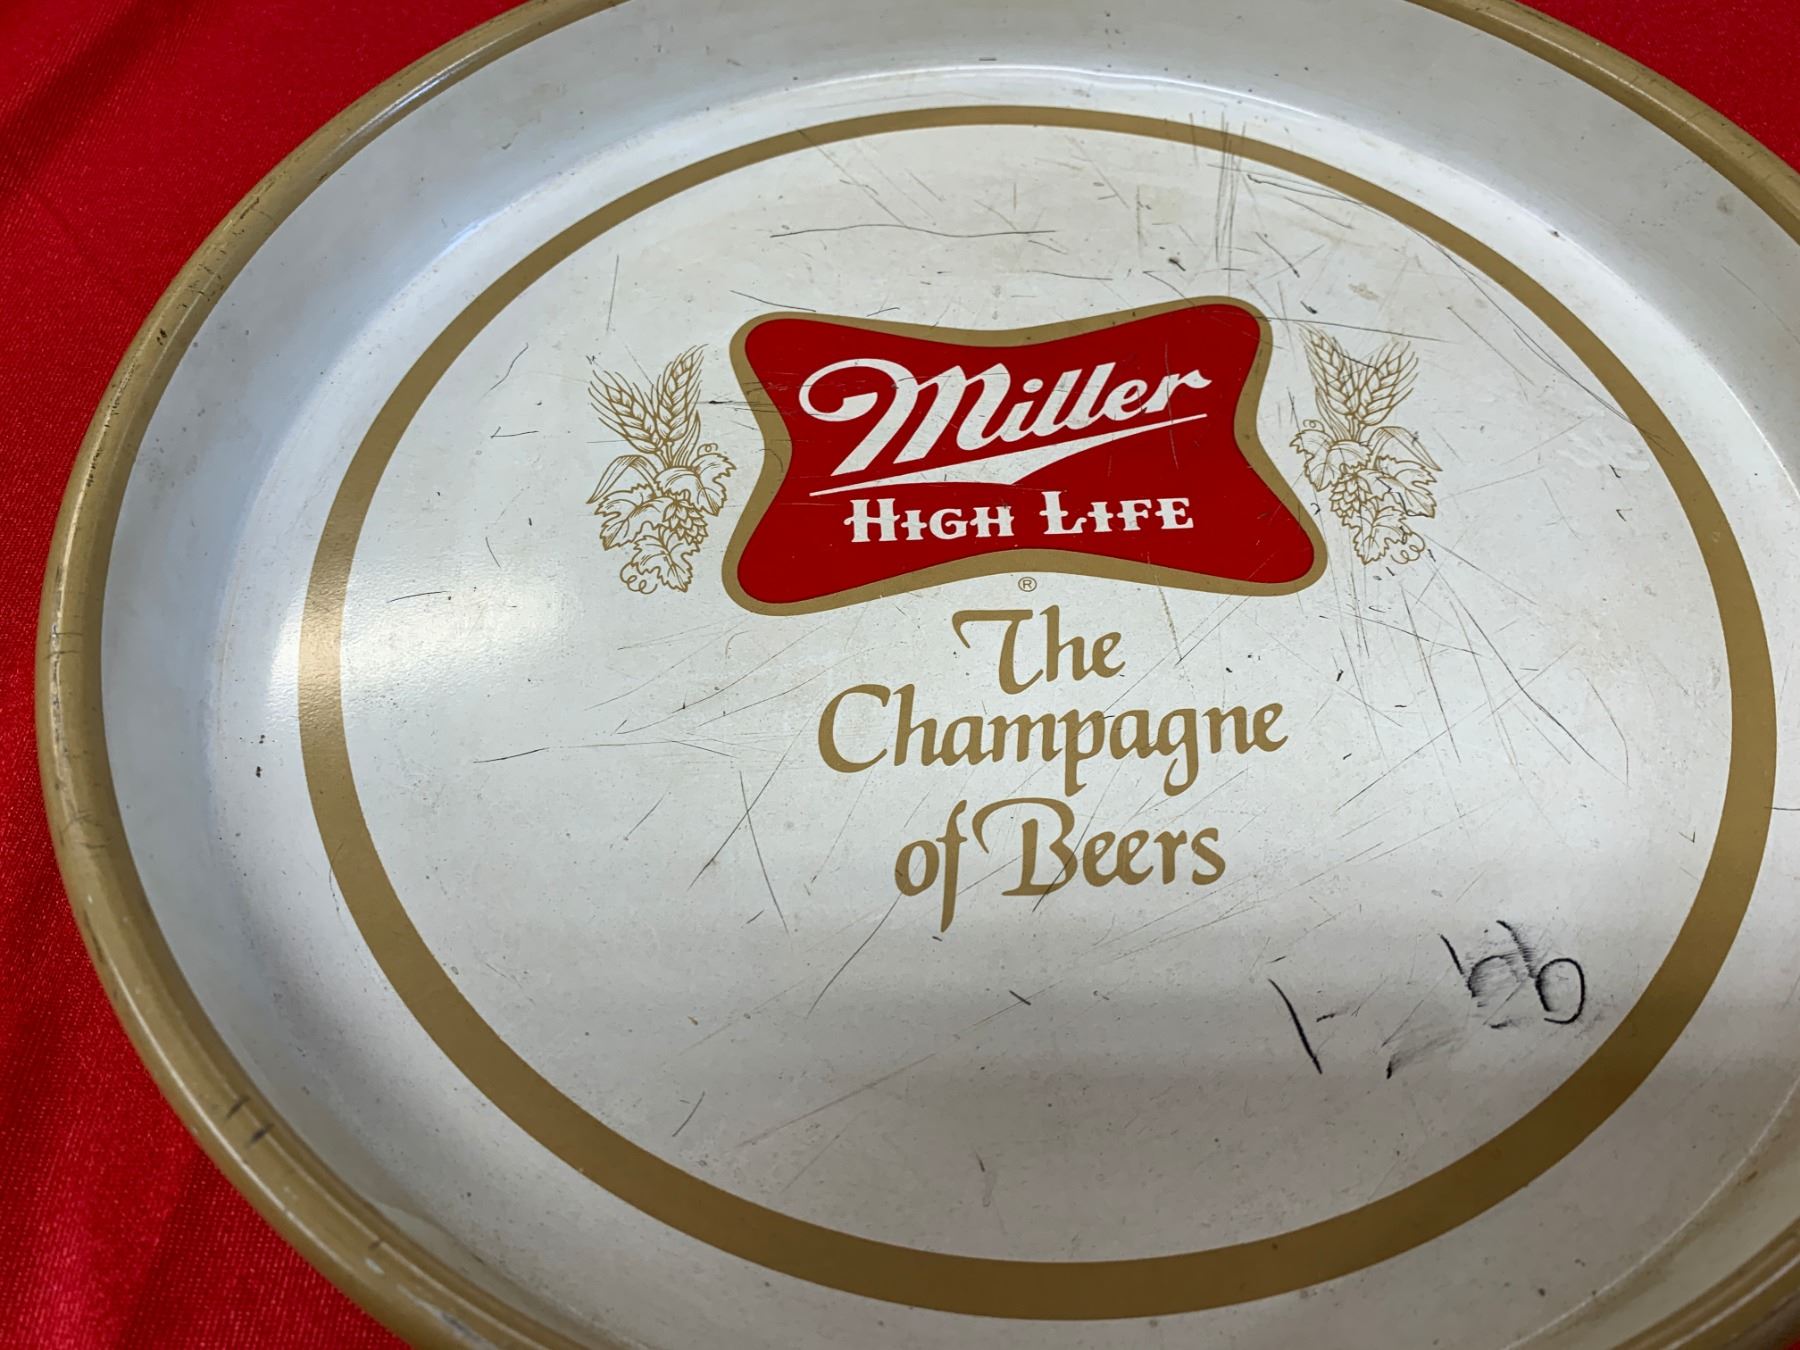 Miller
HIGH LIFE
®
The
Champagne
of Beers